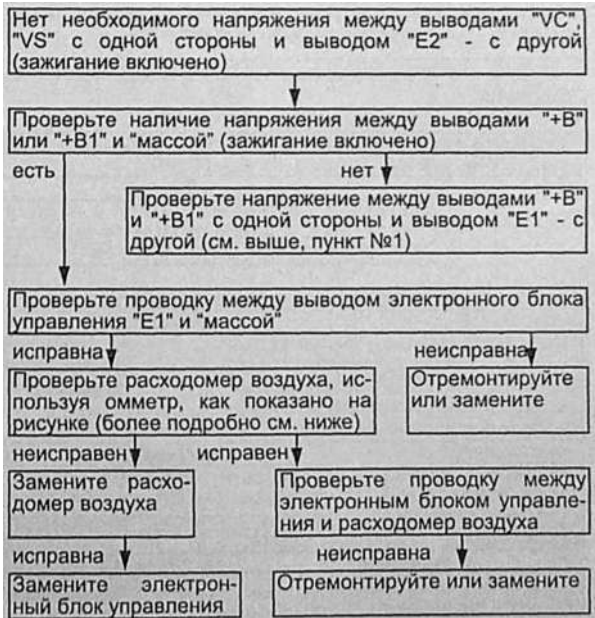 Нет необходимого напряжения между выводами "VC",
"VS" с одной стороны и выводом "E2" - с другой
(зажигание включено)
Проверьте наличие напряжения между выводами "+B"
или "+B1" и “массой” (зажигание включено)
есть
нет
Проверьте напряжение между выводами "+B"
и "+B1" с одной стороны и выводом "E1" - с
другой (см. выше, пункт №1)
Проверьте проводку между выводом электронного блока
управления "E1" и “массой”
исправна
неисправна
Проверьте расходомер воздуха, ис-
пользуя омметр, как показано на
рисунке (более подробно см. ниже)
Отремонтируйте
или замените
неисправен
исправен
Замените расхо-
домер воздуха
Проверьте проводку между
электронным блоком управле-
ния и расходомер воздуха
исправна
неисправна
Замените электрон-
ный блок управления
Отремонтируйте или замените